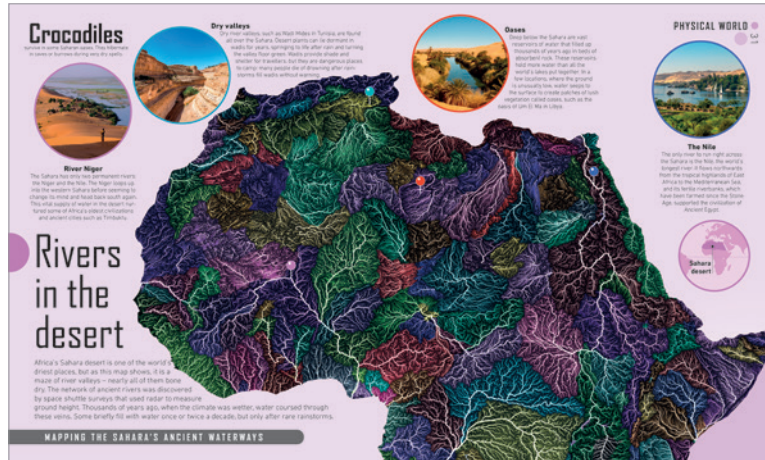 Crocodiles
survive in some Saharan oases. They hibernate
in caves or burrows during very dry spells.
Dry valleys
Dry river valleys, such as Wadi Mides in Tunisia, are found
all over the Sahara. Desert plants can lie dormant in
wadis for years, springing to life after rain and turning
the valley floor green. Wadis provide shade and
shelter for travellers, but they are dangerous places
to camp: many people die of drowning after rain-
storms fill wadis without warning.
Oases
Deep below the Sahara are vast
reservoirs of water that filled up
thousands of years ago in beds of
absorbent rock. These reservoirs
hold more water than all the
world's lakes put together. In a
few locations, where the ground
is unusually low, water seeps to
the surface to create patches of lush
vegetation called oases, such as the
oasis of Um El Ma in Libya.
PHYSICAL WORLD
River Niger
The Sahara has only two permanent rivers:
the Niger and the Nile. The Niger loops up
into the western Sahara before seeming to
change its mind and head back south again.
This vital supply of water in the desert nur-
tured some of Africa's oldest civilizations
and ancient cities such as Timbuktu.
The Nile
The only river to run right across
the Sahara is the Nile, the world's
longest river. It flows northwards
from the tropical highlands of East
Africa to the Mediterranean Sea,
and its fertile riverbanks, which
have been farmed since the Stone
Age, supported the civilization of
Ancient Egypt.
Sahara
desert
Rivers
in the
desert
Africa's Sahara desert is one of the world's
driest places, but as this map shows, it is a
maze of river valleys – nearly all of them bone
dry. The network of ancient rivers was discovered
by space shuttle surveys that used radar to measure
ground height. Thousands of years ago, when the climate was wetter, water coursed through
these veins. Some briefly fill with water once or twice a decade, but only after rare rainstorms.
MAPPING THE SAHARA'S ANCIENT WATERWAYS